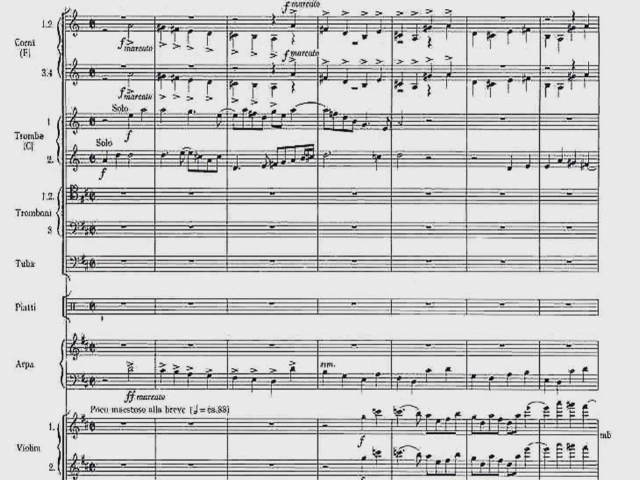 f marcato
1.2.
Corni
(F)
f marcato
f marcato
3.4
f marcato
Solo
1
f
Trombe
(C)
Solo
2.
f
1.2.
Tromboni
3
Tuba
Piatti
Arpa
ff marcato
Poco maestoso alla breve [♩= ca.88]
1.
f
mb
Violini
2.
f